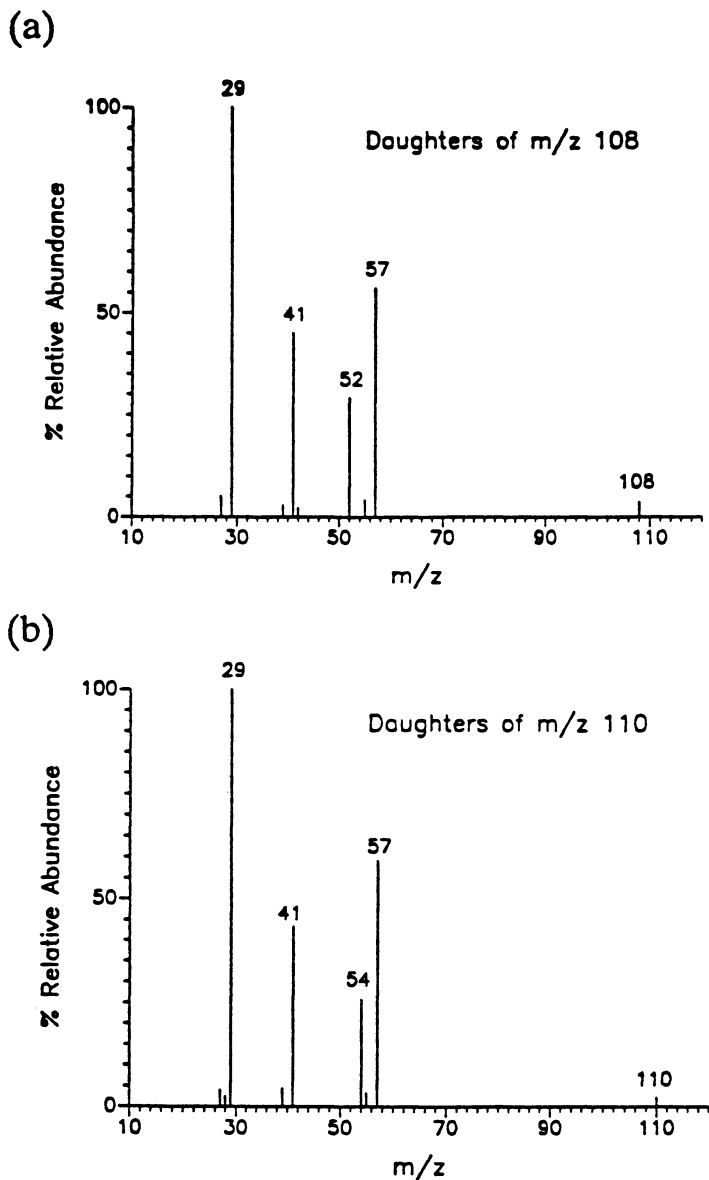 (a)
29
100
Daughters of m/z 108
57
50
41
52
% Relative Abundance
108
0
10 30 50 70 90 110
m/z
(b)
29
100
Daughters of m/z 110
57
50
41
54
% Relative Abundance
110
0
10 30 50 70 90 110
m/z